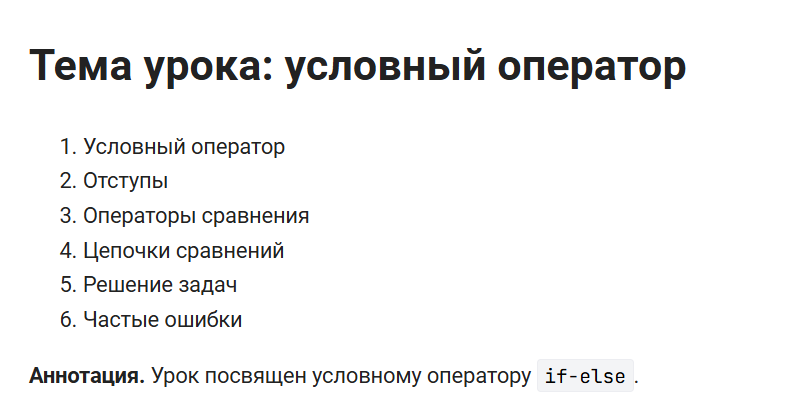 Тема урока: условный оператор
1. Условный оператор
2. Отступы
3. Операторы сравнения
4. Цепочки сравнений
5. Решение задач
6. Частые ошибки
Аннотация. Урок посвящен условному оператору if-else.